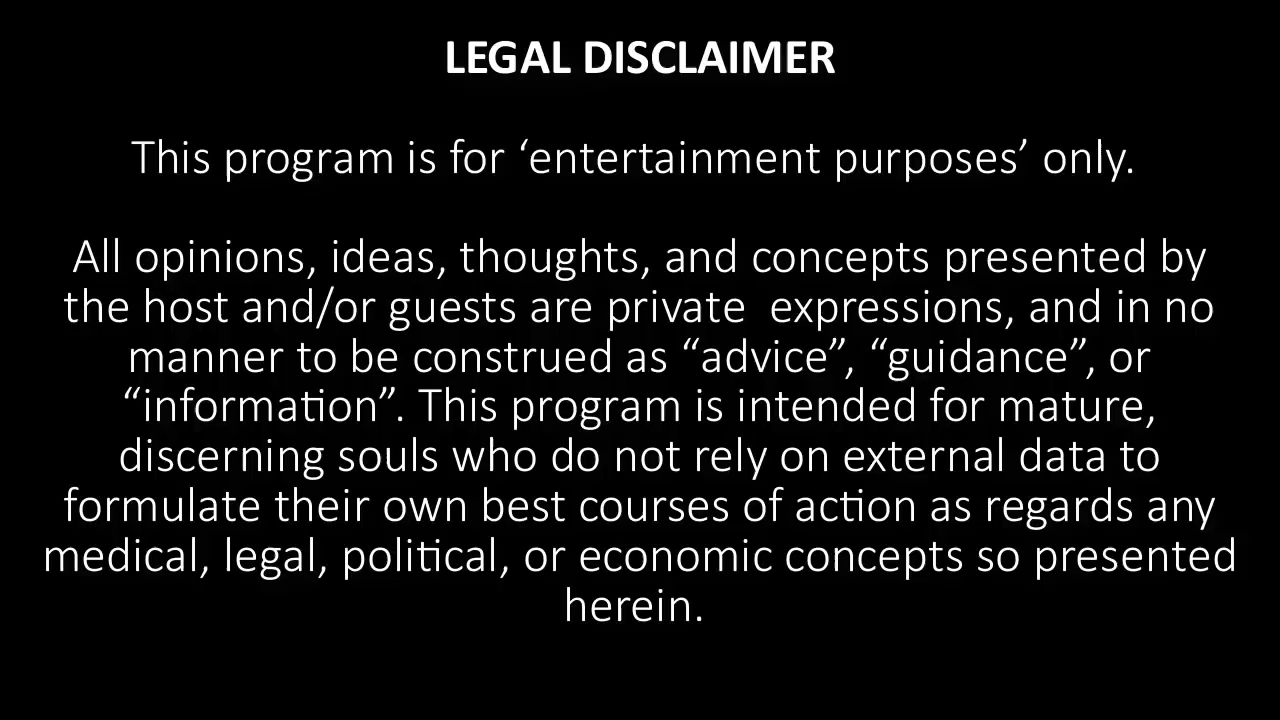 LEGAL DISCLAIMER
This program is for ‘entertainment purposes’ only.
All opinions, ideas, thoughts, and concepts presented by
the host and/or guests are private  expressions, and in no
manner to be construed as “advice”, “guidance”, or
“information”. This program is intended for mature,
discerning souls who do not rely on external data to
formulate their own best courses of action as regards any
medical, legal, political, or economic concepts so presented
herein.